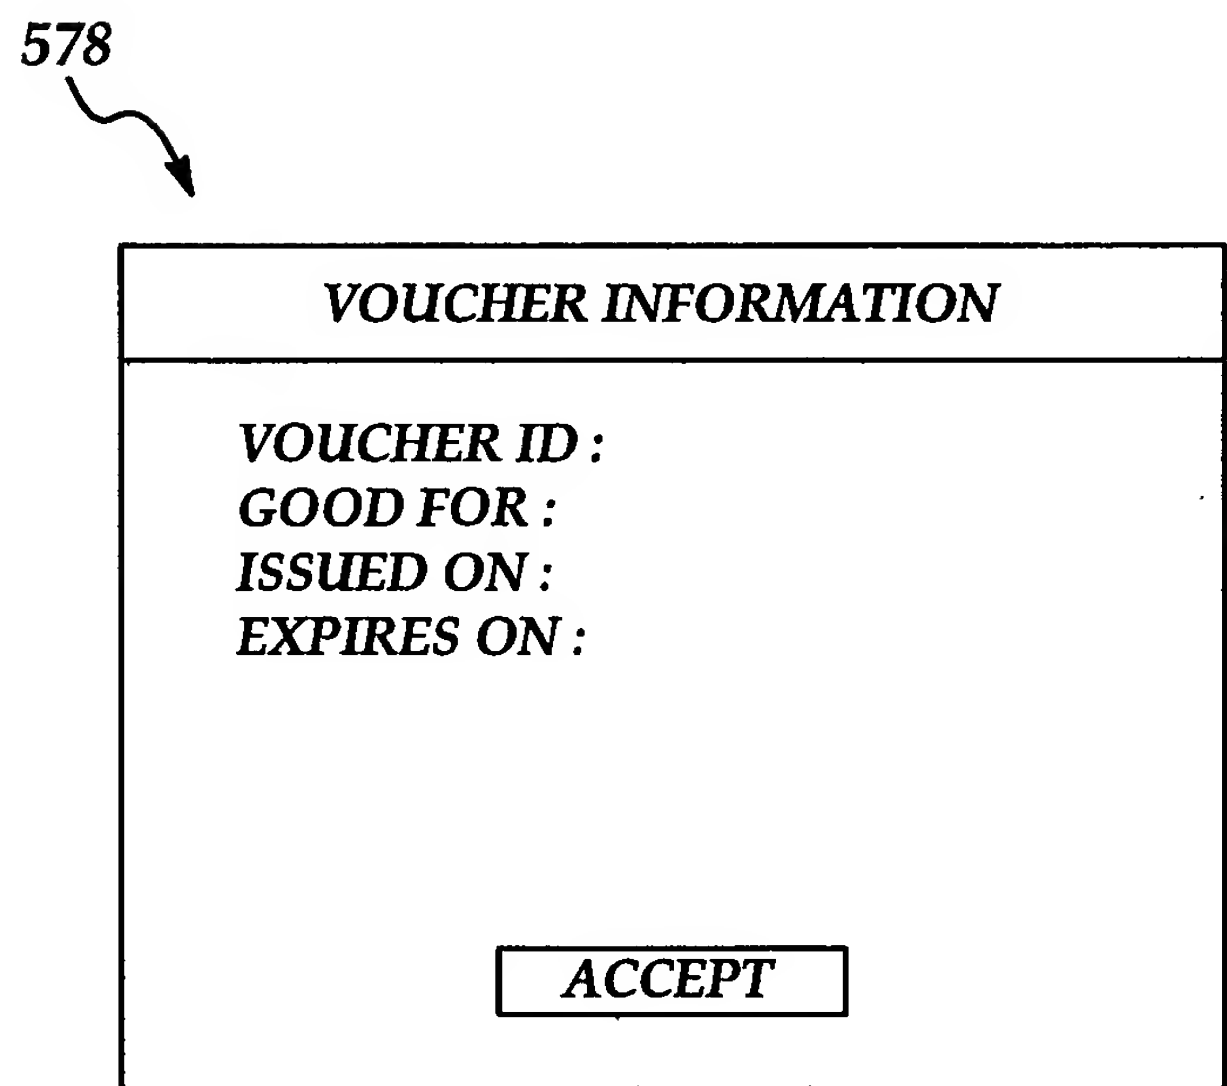 578
VOUCHER INFORMATION
VOUCHER ID :
GOOD FOR :
ISSUED ON :
EXPIRES ON :
ACCEPT